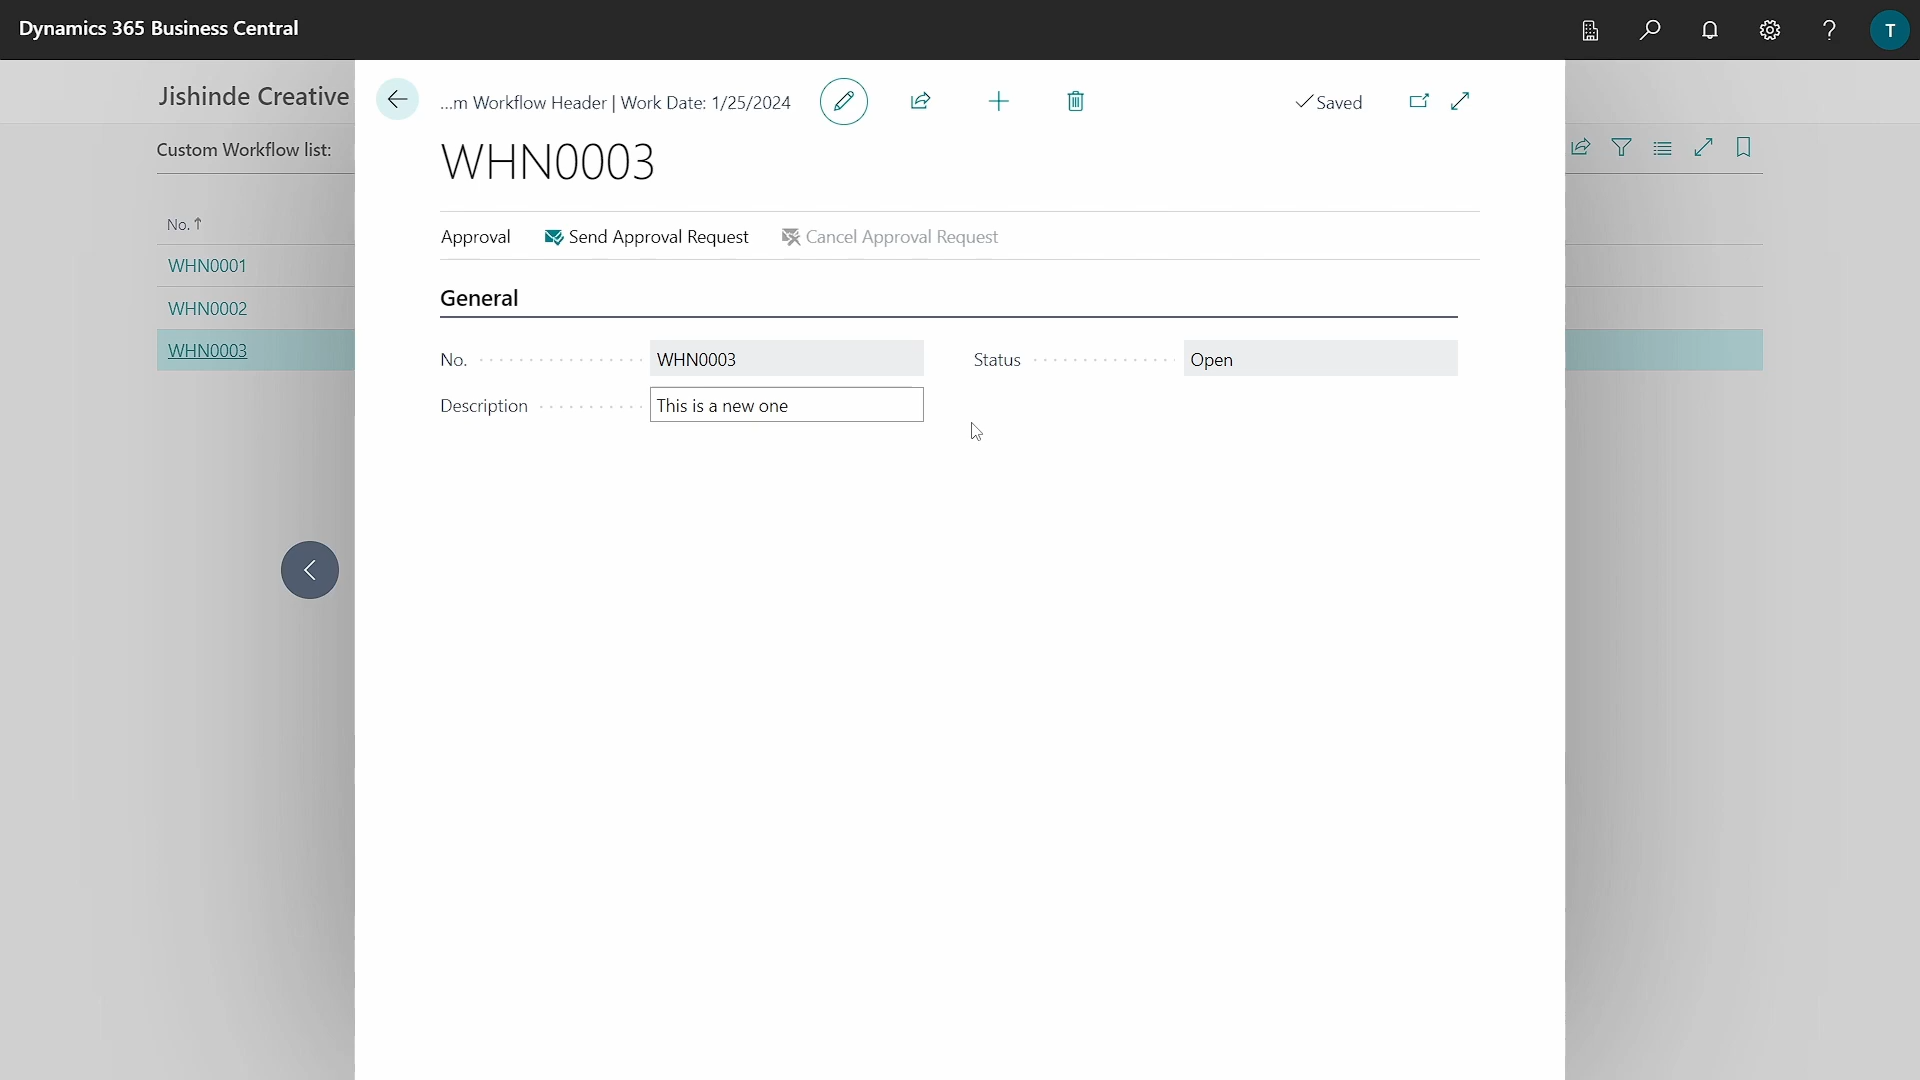 Dynamics 365 Business Central
T
Jishinde Creative
...m Workflow Header | Work Date: 1/25/2024
Saved
Custom Workflow list:
WHN0003
No.↑
Approval
Send Approval Request
Cancel Approval Request
WHN0001
WHN0002
WHN0003
General
No.
WHN0003
Status
Open
Description
This is a new one